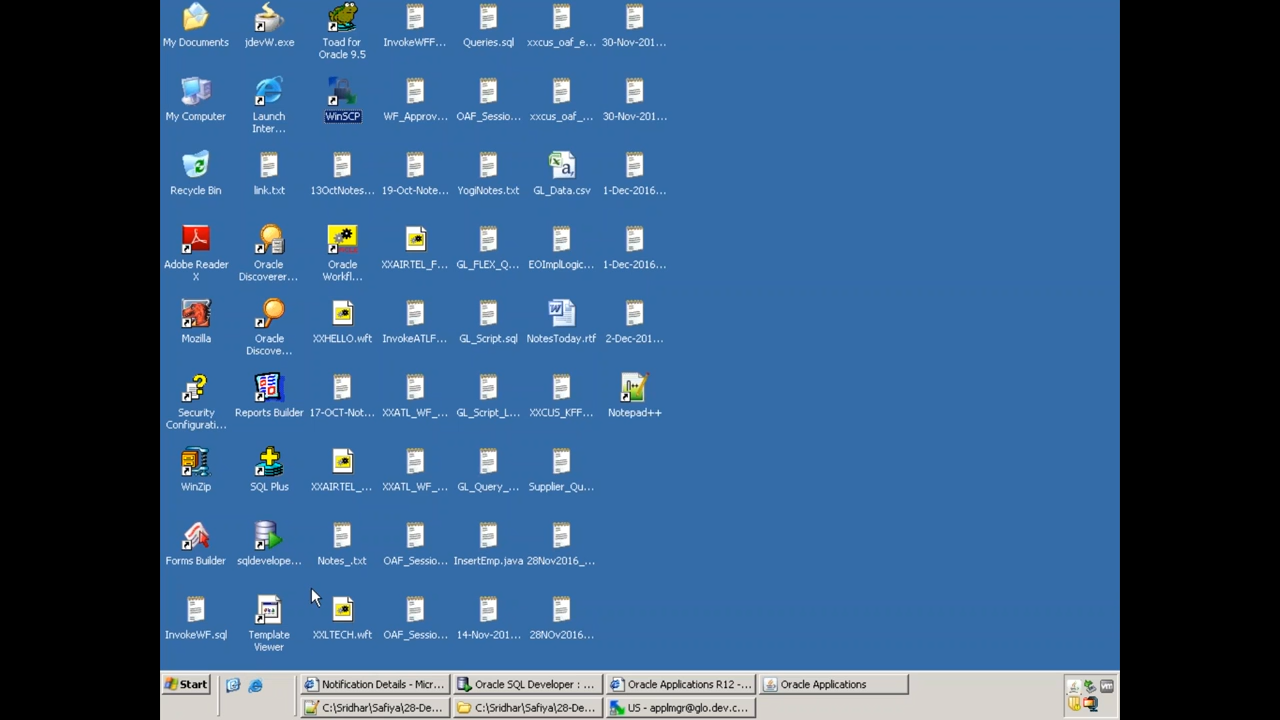 My Documents
jdevW.exe
Toad for
Oracle 9.5
InvokeWFF...
Queries.sql
xxcus_oaf_e...
30-Nov-201...
My Computer
Launch
Inter...
WinSCP
WF_Approv...
OAF_Sessio...
xxcus_oaf_...
30-Nov-201...
Recycle Bin
link.txt
13OctNotes...
19-Oct-Note...
YogiNotes.txt
GL_Data.csv
1-Dec-2016...
Adobe Reader
X
Oracle
Discoverer...
Oracle
Workfl...
XXAIRTEL_F...
GL_FLEX_Q...
EOImplLogic...
1-Dec-2016...
Mozilla
Oracle
Discove...
XXHELLO.wft
InvokeATLF...
GL_Script.sql
NotesToday.rtf
2-Dec-201...
Security
Configurati...
Reports Builder
17-OCT-Not...
XXATL_WF_...
GL_Script_L...
XXCUS_KFF...
Notepad++
WinZip
SQL Plus
XXAIRTEL_...
XXATL_WF_...
GL_Query_...
Supplier_Qu...
Forms Builder
sqldevelope...
Notes_.txt
OAF_Sessio...
InsertEmp.java
28Nov2016_...
InvokeWF.sql
Template
Viewer
XXLTECH.wft
OAF_Sessio...
14-Nov-201...
28NOv2016...
Start
Notification Details - Micr...
Oracle SQL Developer : ...
Oracle Applications R12 -...
Oracle Applications
C:\Sridhar\Safiya\28-De...
C:\Sridhar\Safiya\28-De...
US - applmgr@glo.dev.c...